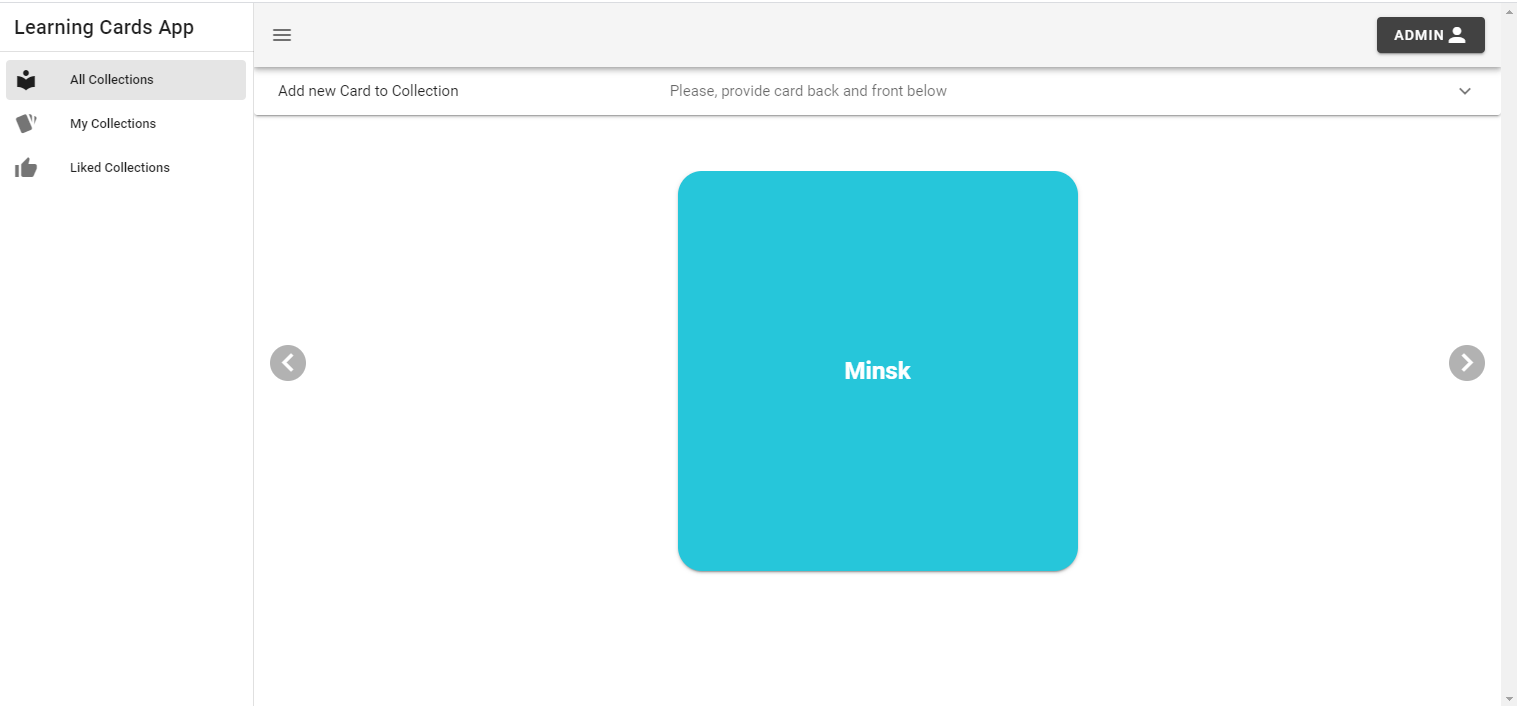 Learning Cards App
ADMIN
All Collections
My Collections
Liked Collections
Add new Card to Collection
Please, provide card back and front below
Minsk